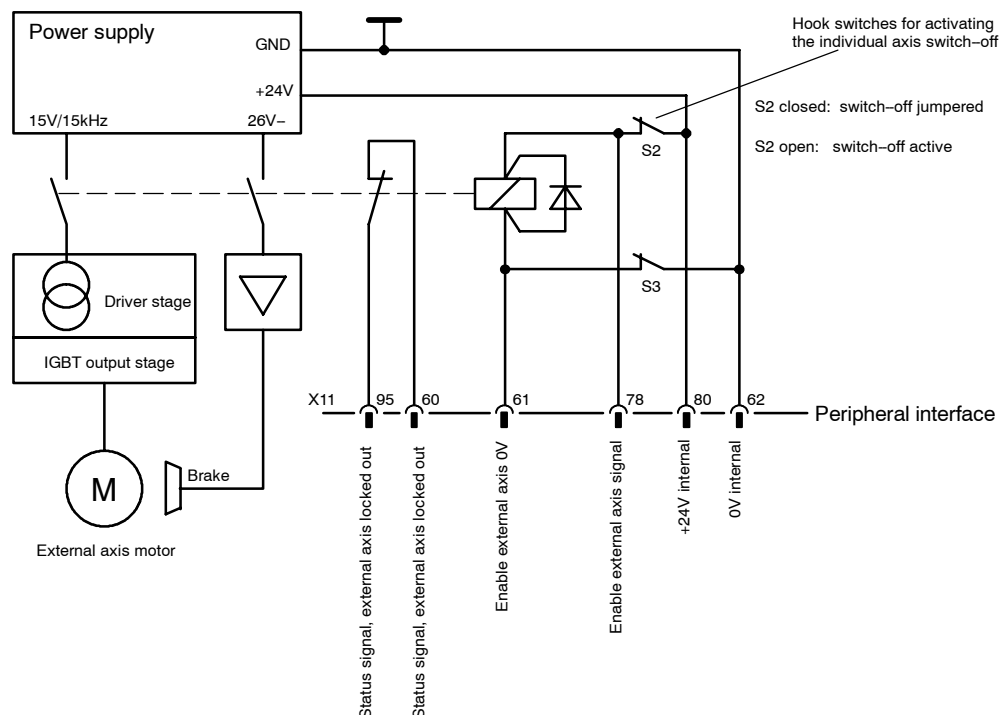 Power supply
GND
+24V
15V/15kHz
26V–
Hook switches for activating
the individual axis switch–off
S2 closed: switch–off jumpered
S2 open: switch–off active
S2
S3
Driver stage
IGBT output stage
M
Brake
External axis motor
X11
95
60
61
78
80
62
Peripheral interface
Status signal, external axis locked out
Status signal, external axis locked out
Enable external axis 0V
Enable external axis signal
+24V internal
0V internal